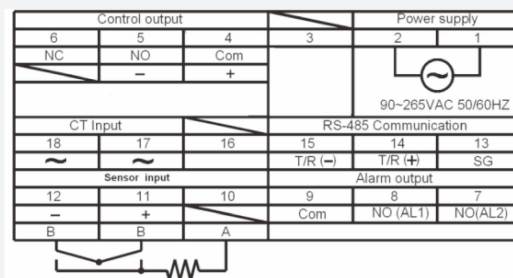 Control output Power supply
6 5 4 3 2 1
NC NO Com
− +
90~265VAC 50/60HZ
CT Input RS-485 Communication
18 17 16 15 14 13
~ ~ T/R (−) T/R (+) SG
Sensor input Alarm output
12 11 10 9 8 7
− + Com NO (AL1) NO(AL2)
B B A